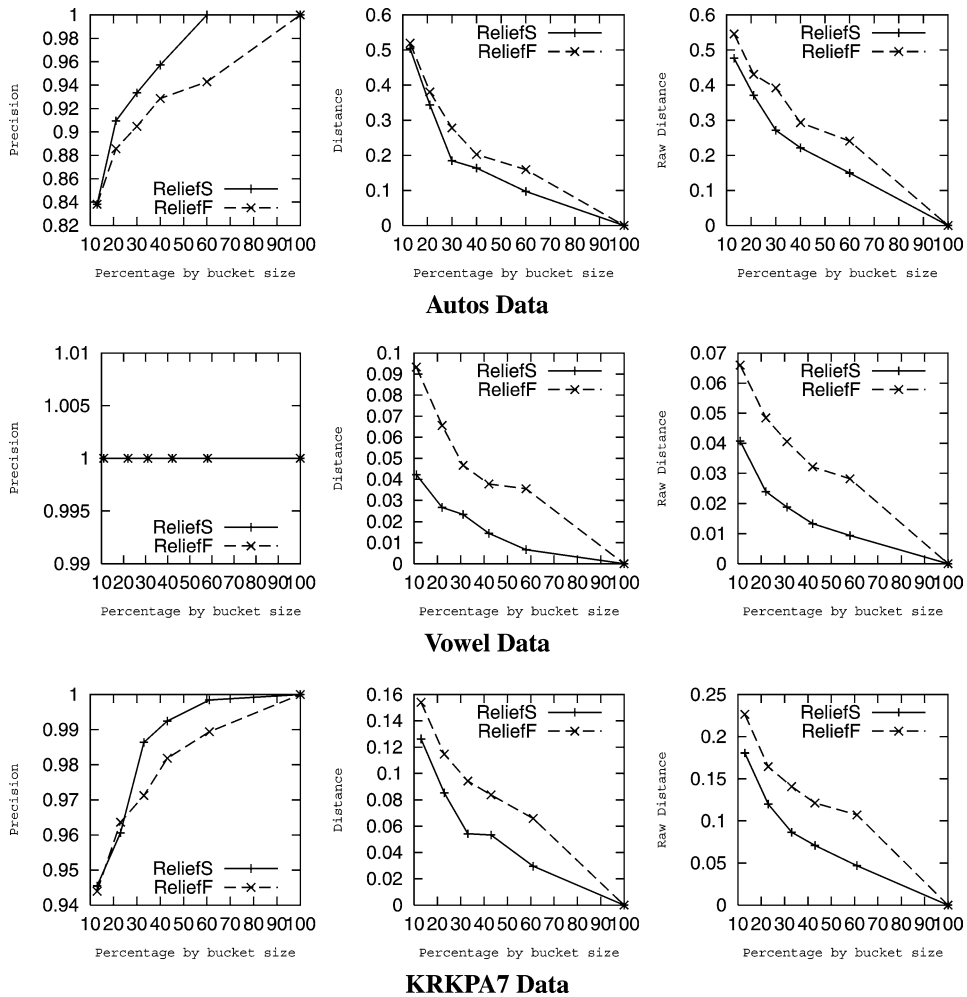 1
0.98
0.96
0.94
0.92
0.9
0.88
0.86
0.84
0.82
Precision
ReliefS
ReliefF
10 20 30 40 50 60 70 80 90 100
Percentage by bucket size
0.6
0.5
0.4
0.3
0.2
0.1
0
Distance
ReliefS
ReliefF
10 20 30 40 50 60 70 80 90 100
Percentage by bucket size
0.6
0.5
0.4
0.3
0.2
0.1
0
Raw Distance
ReliefS
ReliefF
10 20 30 40 50 60 70 80 90 100
Percentage by bucket size
Autos Data
1.01
1.005
1
0.995
0.99
Precision
ReliefS
ReliefF
10 20 30 40 50 60 70 80 90 100
Percentage by bucket size
0.1
0.09
0.08
0.07
0.06
0.05
0.04
0.03
0.02
0.01
0
Distance
ReliefS
ReliefF
10 20 30 40 50 60 70 80 90 100
Percentage by bucket size
0.07
0.06
0.05
0.04
0.03
0.02
0.01
0
Raw Distance
ReliefS
ReliefF
10 20 30 40 50 60 70 80 90 100
Percentage by bucket size
Vowel Data
1
0.99
0.98
0.97
0.96
0.95
0.94
Precision
ReliefS
ReliefF
10 20 30 40 50 60 70 80 90 100
Percentage by bucket size
0.16
0.14
0.12
0.1
0.08
0.06
0.04
0.02
0
Distance
ReliefS
ReliefF
10 20 30 40 50 60 70 80 90 100
Percentage by bucket size
0.25
0.2
0.15
0.1
0.05
0
Raw Distance
ReliefS
ReliefF
10 20 30 40 50 60 70 80 90 100
Percentage by bucket size
KRKPA7 Data